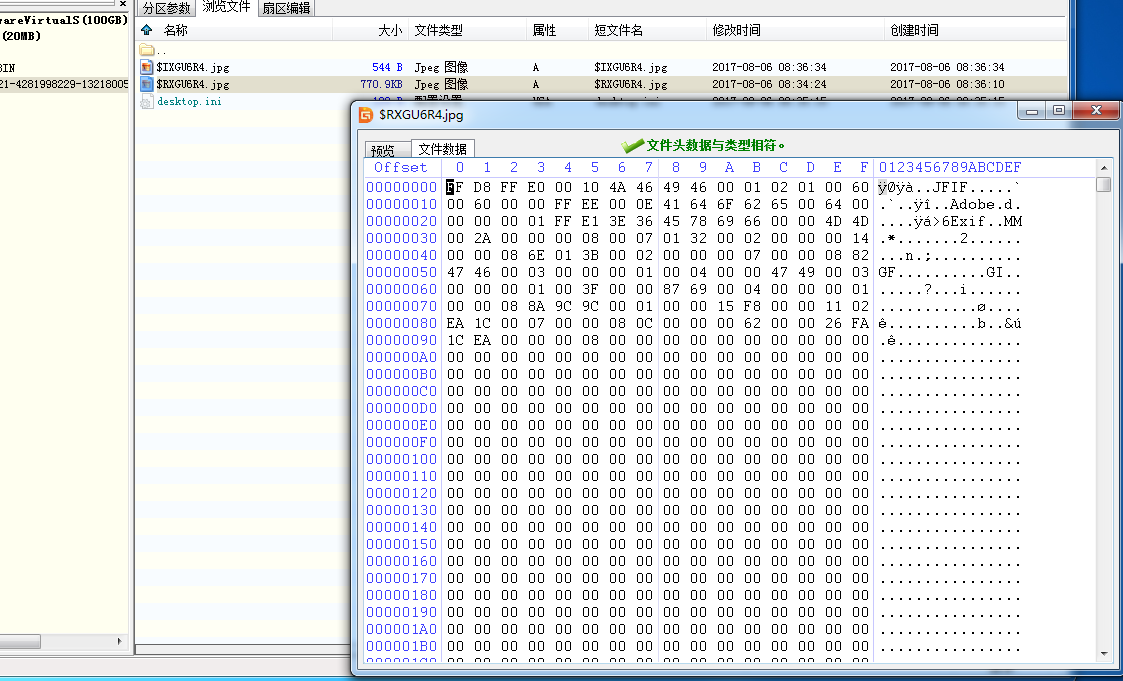 分区参数 浏览文件 扇区编辑
wareVirtualS(100GB)
(20MB)
BIN
21-4281998229-13218005
名称 大小 文件类型 属性 短文件名 修改时间 创建时间
..
$IXGU6R4.jpg 544 B Jpeg 图像 A $IXGU6R4.jpg 2017-08-06 08:36:34 2017-08-06 08:36:34
$RXGU6R4.jpg 770.9KB Jpeg 图像 A $RXGU6R4.jpg 2017-08-06 08:34:24 2017-08-06 08:36:10
desktop.ini
$RXGU6R4.jpg
预览 文件数据
文件头数据与类型相符。
Offset 0 1 2 3 4 5 6 7 8 9 A B C D E F 0123456789ABCDEF
00000000 FF D8 FF E0 00 10 4A 46 49 46 00 01 02 01 00 60 ÿØÿà..JFIF.....`
00000010 00 60 00 00 FF EE 00 0E 41 64 6F 62 65 00 64 00 .`..ÿî..Adobe.d.
00000020 00 00 00 01 FF E1 3E 36 45 78 69 66 00 00 4D 4D ....ÿá>6Exif..MM
00000030 00 2A 00 00 00 08 00 07 01 32 00 02 00 00 00 14 .*.......2......
00000040 00 00 08 6E 01 3B 00 02 00 00 00 07 00 00 08 82 ...n.;..........
00000050 47 46 00 03 00 00 00 01 00 04 00 00 47 49 00 03 GF..........GI..
00000060 00 00 00 01 00 3F 00 00 87 69 00 04 00 00 00 01 .....?...i......
00000070 00 00 08 8A 9C 9C 00 01 00 00 15 F8 00 00 11 02 ...........ø....
00000080 EA 1C 00 07 00 00 08 0C 00 00 00 62 00 00 26 FA ê..........b..&ú
00000090 1C EA 00 00 00 08 00 00 00 00 00 00 00 00 00 00 .ê..............
000000A0 00 00 00 00 00 00 00 00 00 00 00 00 00 00 00 00 ................
000000B0 00 00 00 00 00 00 00 00 00 00 00 00 00 00 00 00 ................
000000C0 00 00 00 00 00 00 00 00 00 00 00 00 00 00 00 00 ................
000000D0 00 00 00 00 00 00 00 00 00 00 00 00 00 00 00 00 ................
000000E0 00 00 00 00 00 00 00 00 00 00 00 00 00 00 00 00 ................
000000F0 00 00 00 00 00 00 00 00 00 00 00 00 00 00 00 00 ................
00000100 00 00 00 00 00 00 00 00 00 00 00 00 00 00 00 00 ................
00000110 00 00 00 00 00 00 00 00 00 00 00 00 00 00 00 00 ................
00000120 00 00 00 00 00 00 00 00 00 00 00 00 00 00 00 00 ................
00000130 00 00 00 00 00 00 00 00 00 00 00 00 00 00 00 00 ................
00000140 00 00 00 00 00 00 00 00 00 00 00 00 00 00 00 00 ................
00000150 00 00 00 00 00 00 00 00 00 00 00 00 00 00 00 00 ................
00000160 00 00 00 00 00 00 00 00 00 00 00 00 00 00 00 00 ................
00000170 00 00 00 00 00 00 00 00 00 00 00 00 00 00 00 00 ................
00000180 00 00 00 00 00 00 00 00 00 00 00 00 00 00 00 00 ................
00000190 00 00 00 00 00 00 00 00 00 00 00 00 00 00 00 00 ................
000001A0 00 00 00 00 00 00 00 00 00 00 00 00 00 00 00 00 ................
000001B0 00 00 00 00 00 00 00 00 00 00 00 00 00 00 00 00 ................